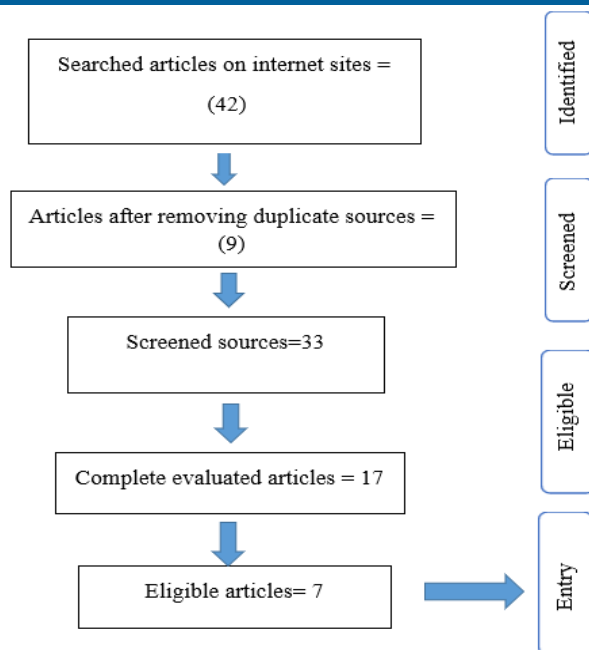 Searched articles on internet sites =
(42)
Identified
Articles after removing duplicate sources =
(9)
Screened
Screened sources=33
Eligible
Complete evaluated articles = 17
Eligible articles= 7
Entry